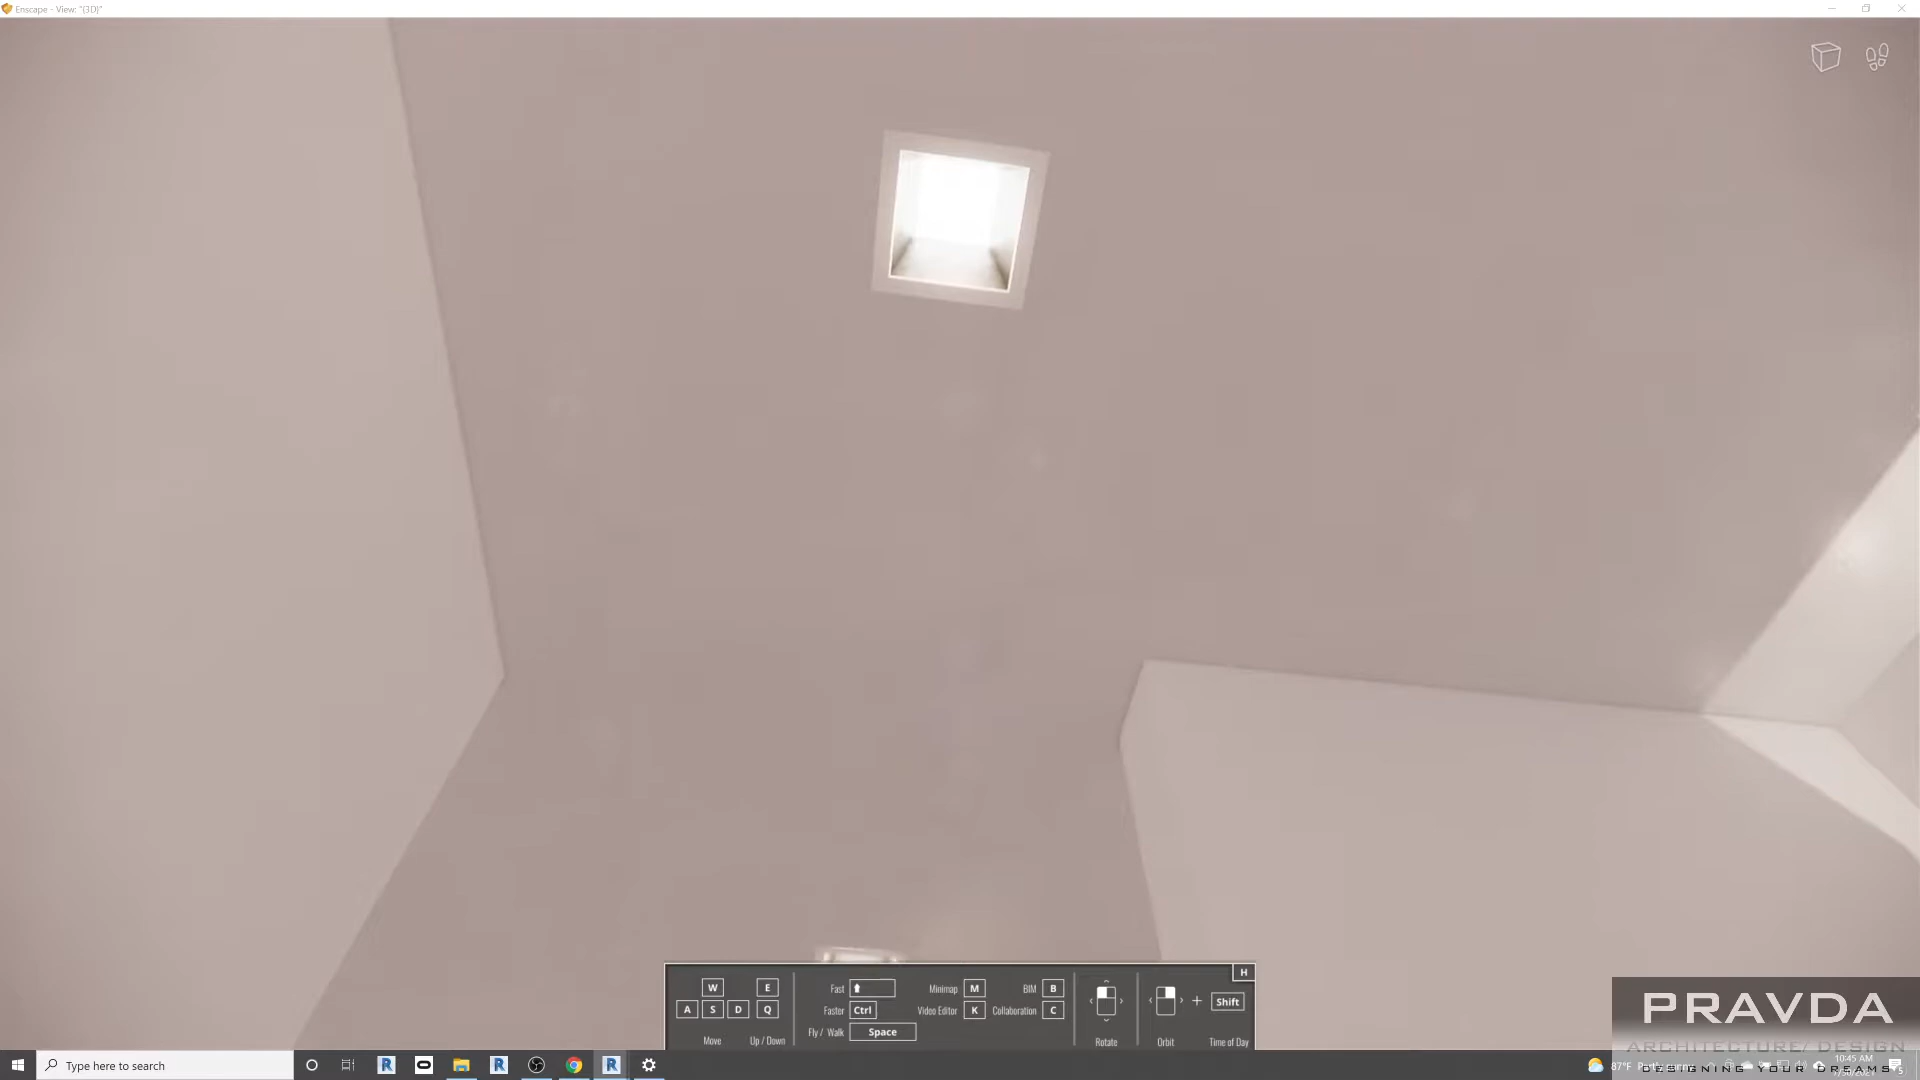 Enscape - View: "{3D}"
H
W E
A S D Q
Move Up / Down
Fast
Faster Ctrl
Fly / Walk Space
Minimap M BIM B
Video Editor K Collaboration C
Rotate
Orbit
+ Shift
Time of Day
PRAVDA
ARCHITECTURE/ DESIGN
DESIGNING YOUR DREAMS
Type here to search
87°F
10:45 AM